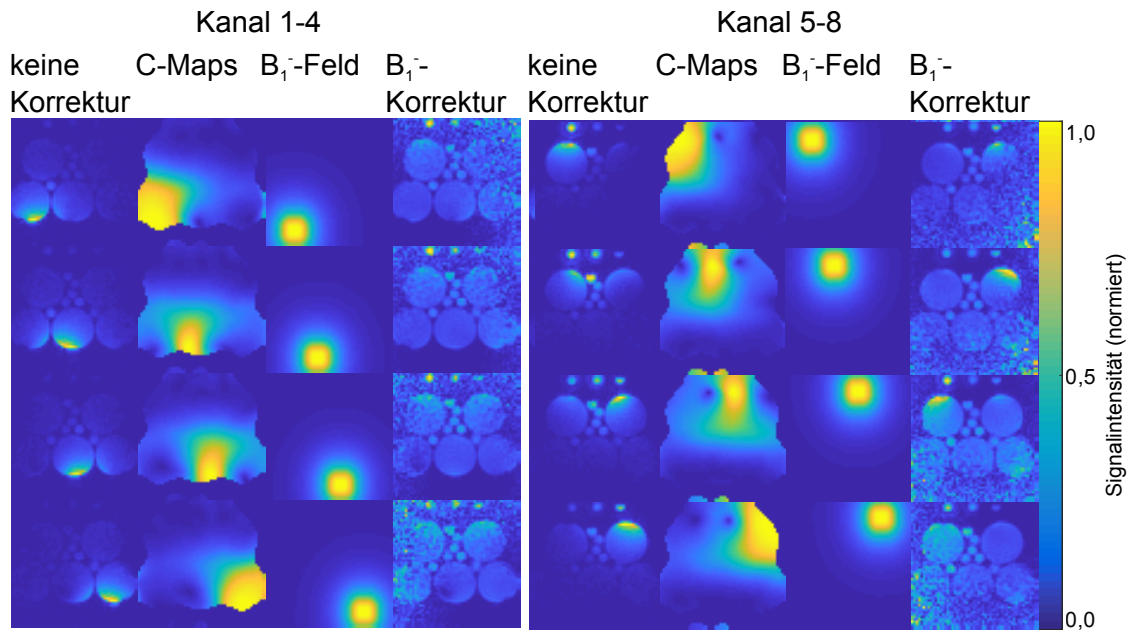 Kanal 1-4
Kanal 5-8
keine Korrektur
C-Maps
B₁⁻-Feld
B₁⁻-Korrektur
keine Korrektur
C-Maps
B₁⁻-Feld
B₁⁻-Korrektur
1,0
0,5
0,0
Signalintensität (normiert)